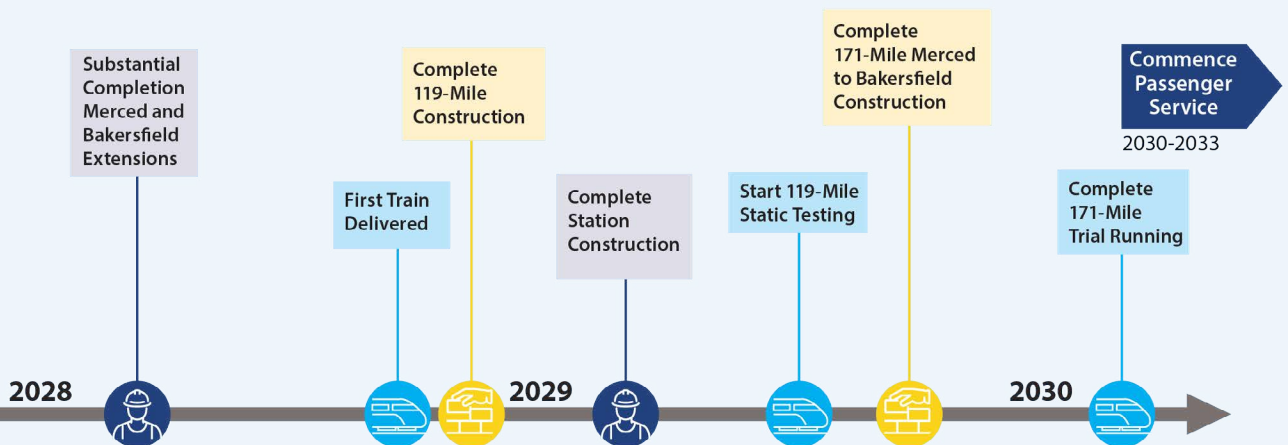 Substantial
Completion
Merced and
Bakersfield
Extensions
First Train
Delivered
Complete
119-Mile
Construction
Complete
Station
Construction
Start 119-Mile
Static Testing
Complete
171-Mile Merced
to Bakersfield
Construction
Commence
Passenger
Service
2030-2033
Complete
171-Mile
Trial Running
2028
2029
2030